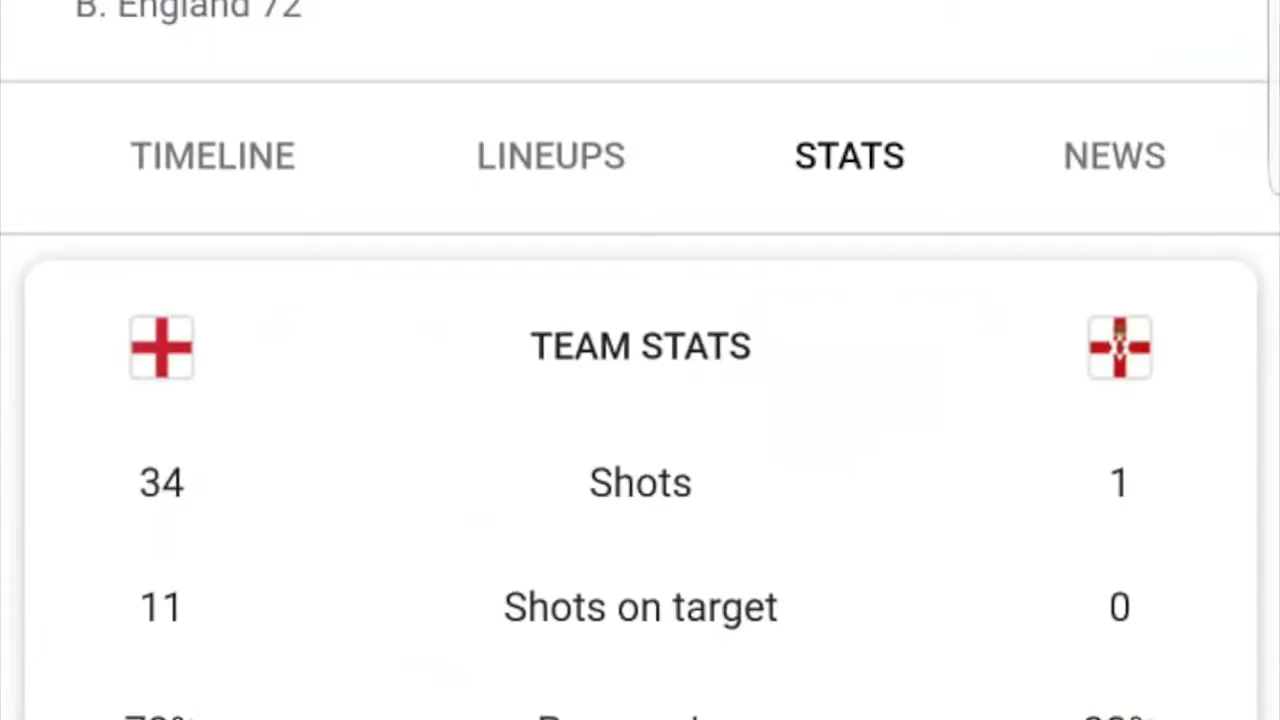 B. England 72
TIMELINE LINEUPS STATS NEWS
TEAM STATS
34 Shots 1
11 Shots on target 0